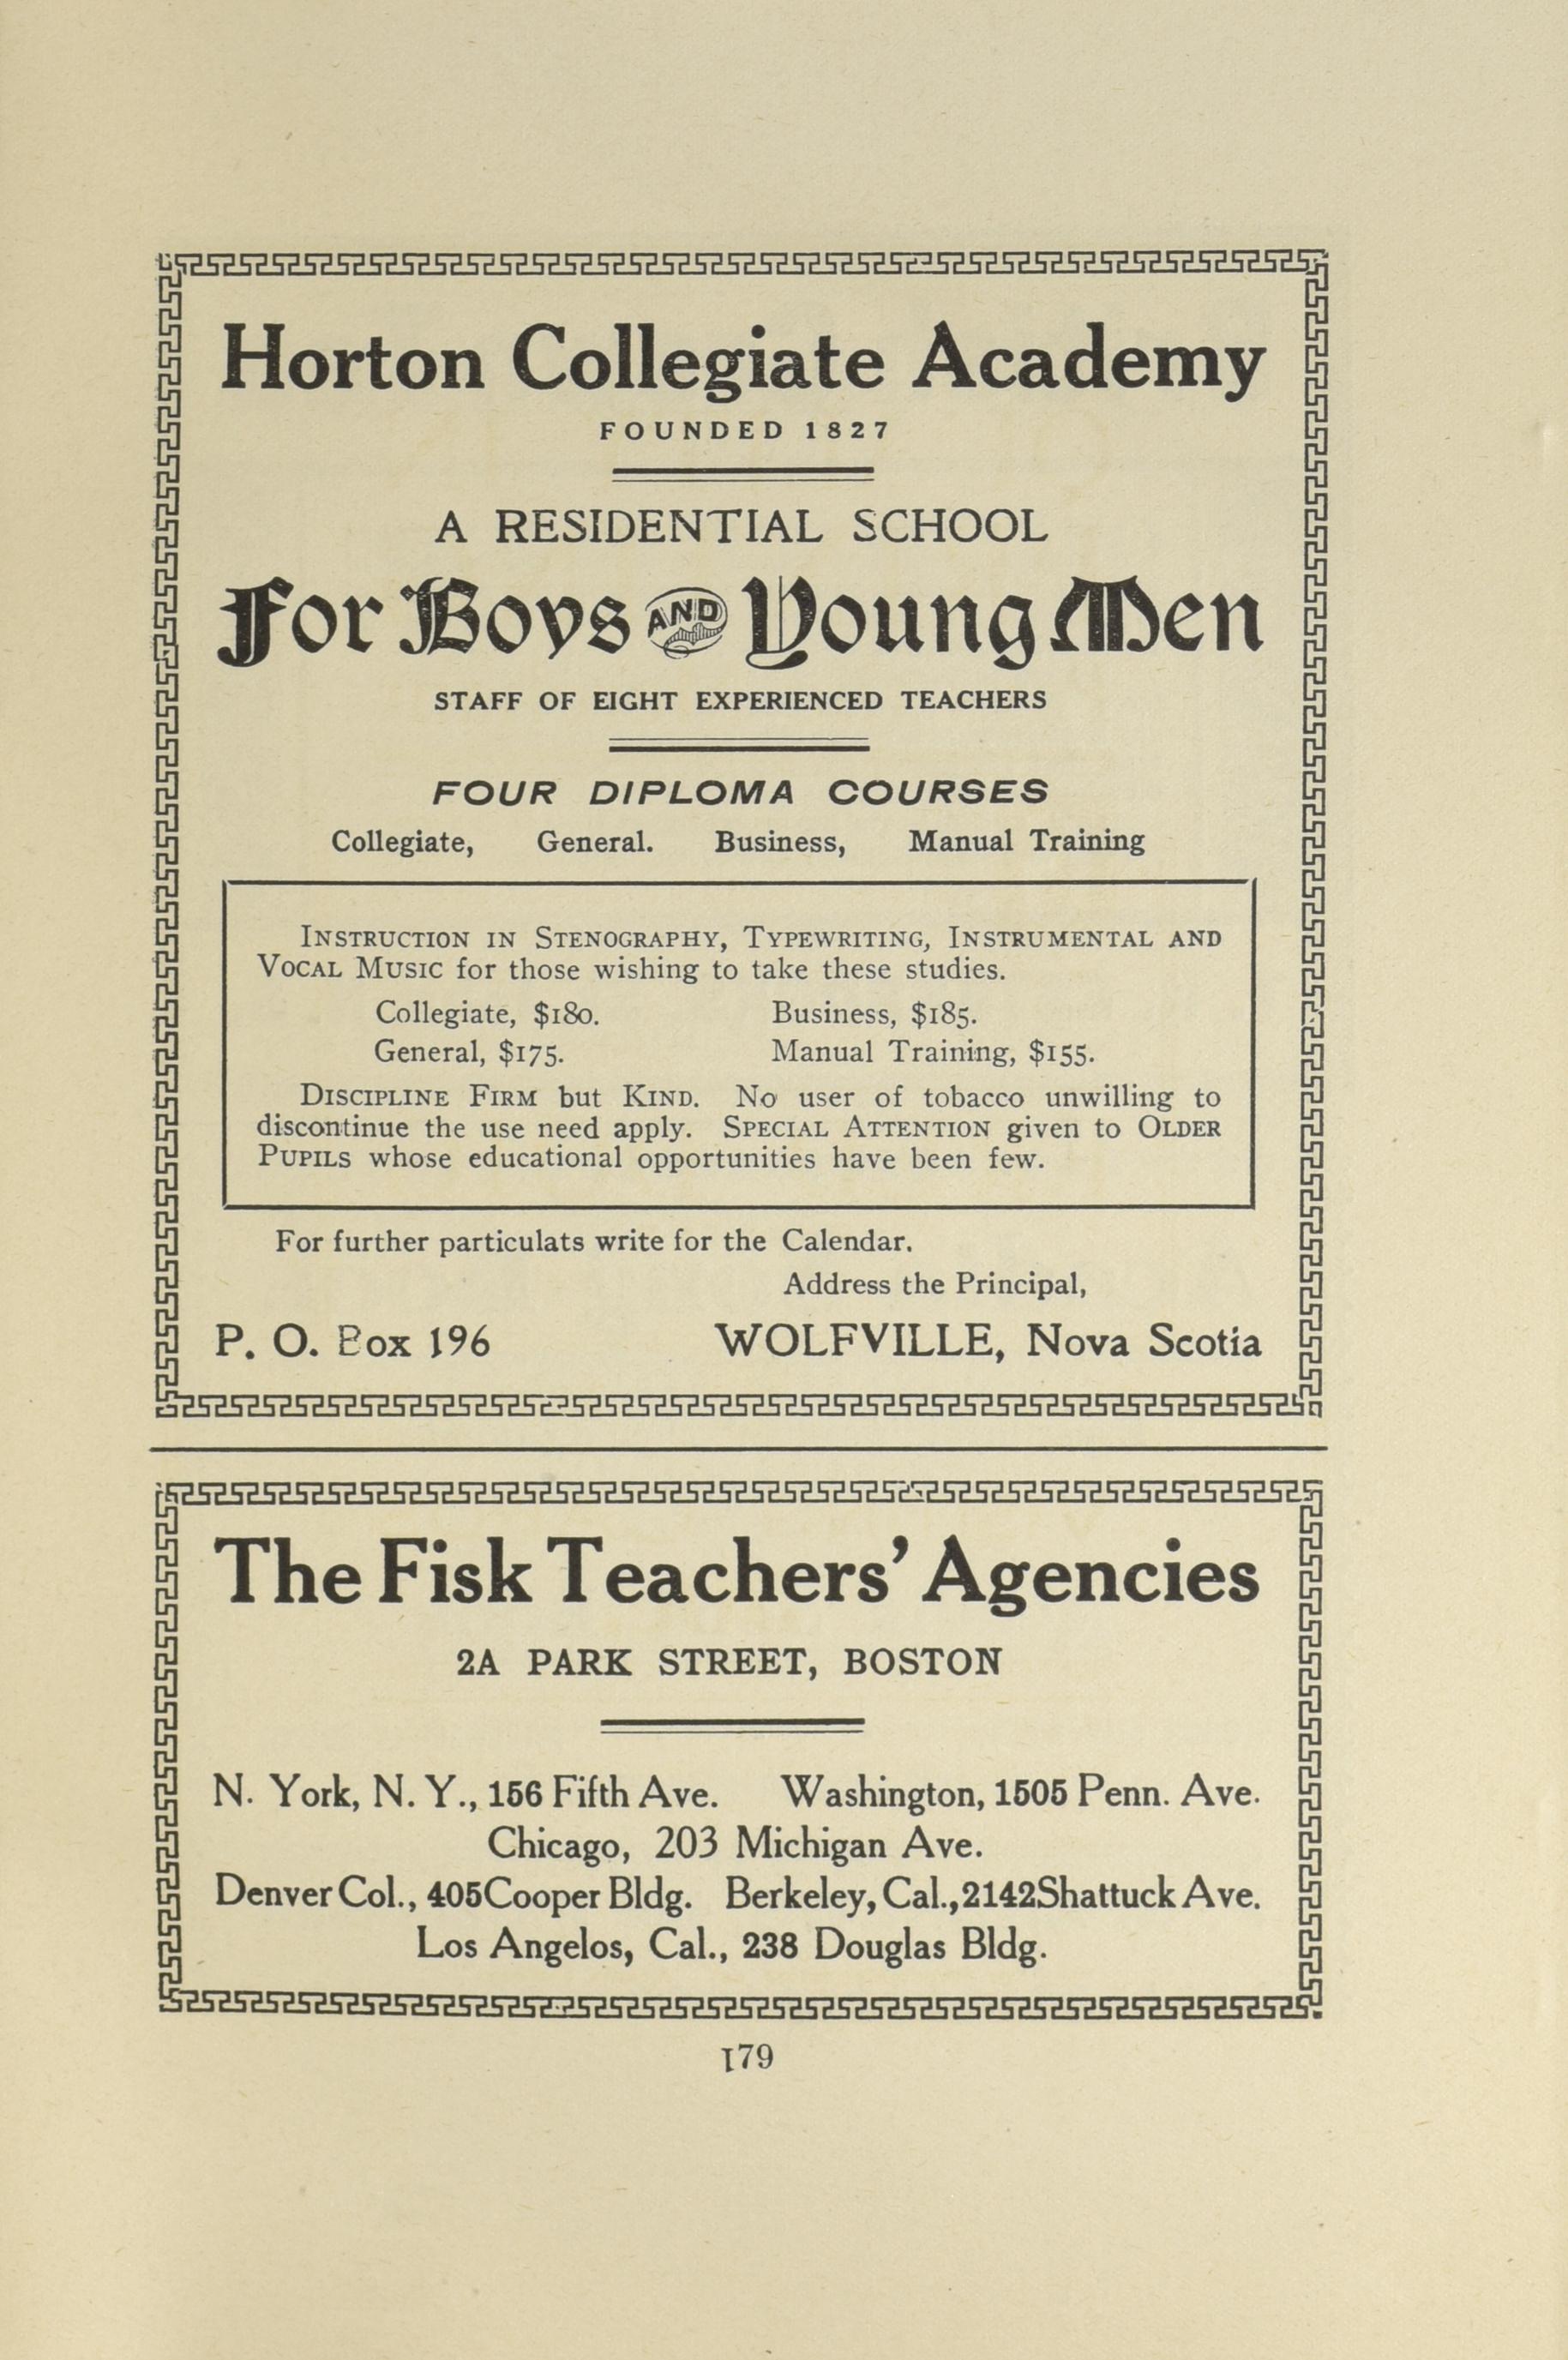 Horton Collegiate Academy
FOUNDED 1827
A RESIDENTIAL SCHOOL
For Boys AND Young Men
STAFF OF EIGHT EXPERIENCED TEACHERS
FOUR DIPLOMA COURSES
Collegiate, General. Business, Manual Training
INSTRUCTION IN STENOGRAPHY, TYPEWRITING, INSTRUMENTAL AND
VOCAL MUSIC for those wishing to take these studies.
Collegiate, $180. Business, $185.
General, $175. Manual Training, $155.
DISCIPLINE FIRM but KIND. No user of tobacco unwilling to
discontinue the use need apply. SPECIAL ATTENTION given to OLDER
PUPILS whose educational opportunities have been few.
For further particulats write for the Calendar.
Address the Principal,
P. O. Box 196 WOLFVILLE, Nova Scotia
The Fisk Teachers' Agencies
2A PARK STREET, BOSTON
N. York, N. Y., 156 Fifth Ave. Washington, 1505 Penn. Ave.
Chicago, 203 Michigan Ave.
Denver Col., 405 Cooper Bldg. Berkeley, Cal., 2142 Shattuck Ave.
Los Angelos, Cal., 238 Douglas Bldg.
179